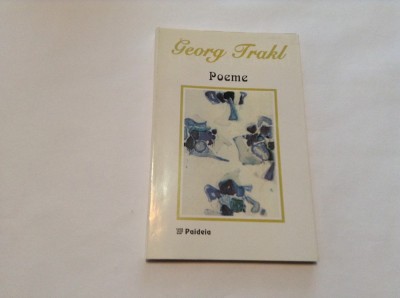 Georg Trakl
Poeme
Paideia